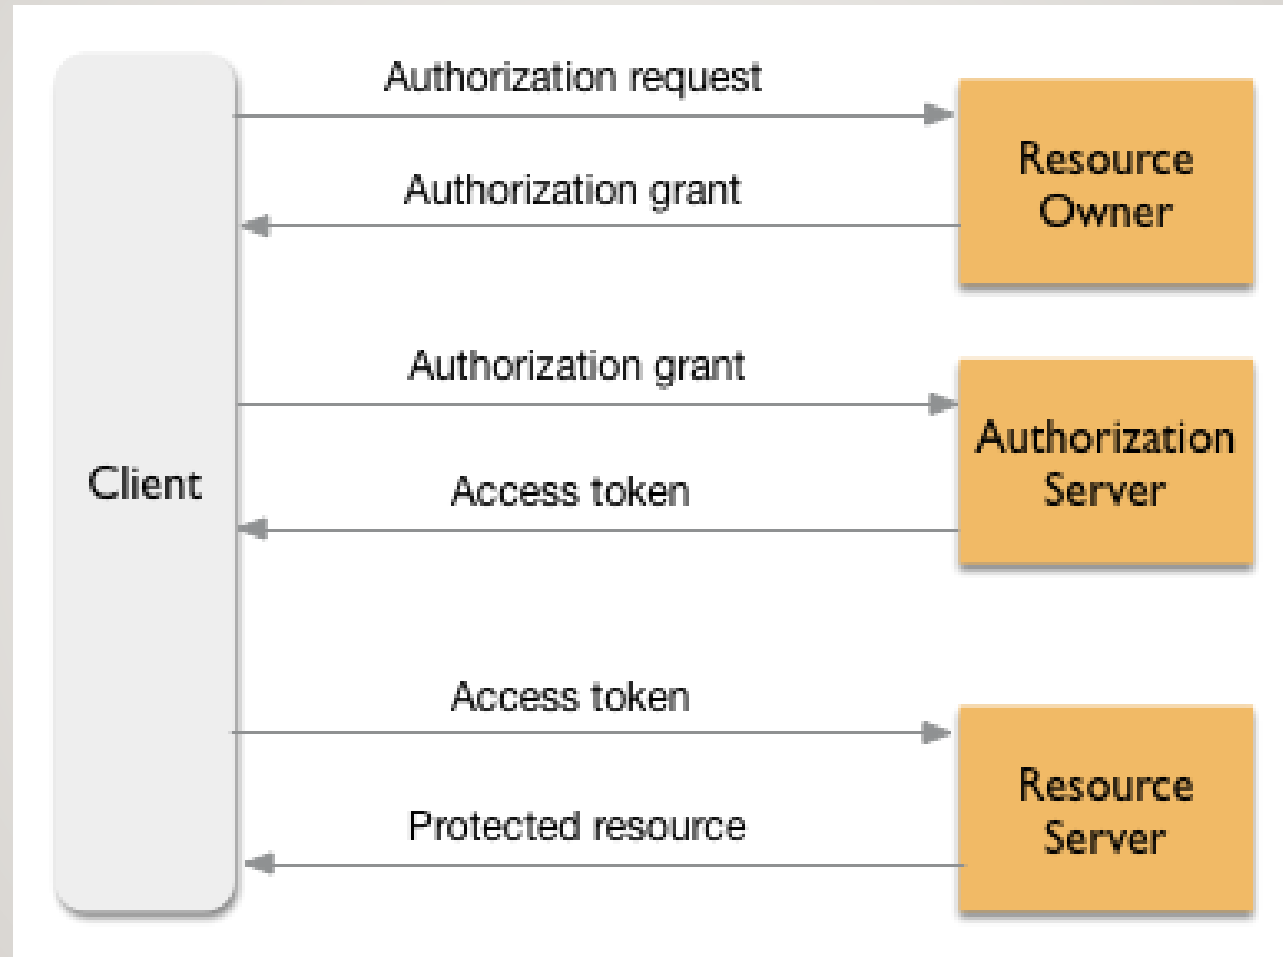 Authorization request
Resource
Owner
Authorization grant
Authorization grant
Authorization
Server
Client
Access token
Access token
Resource
Server
Protected resource